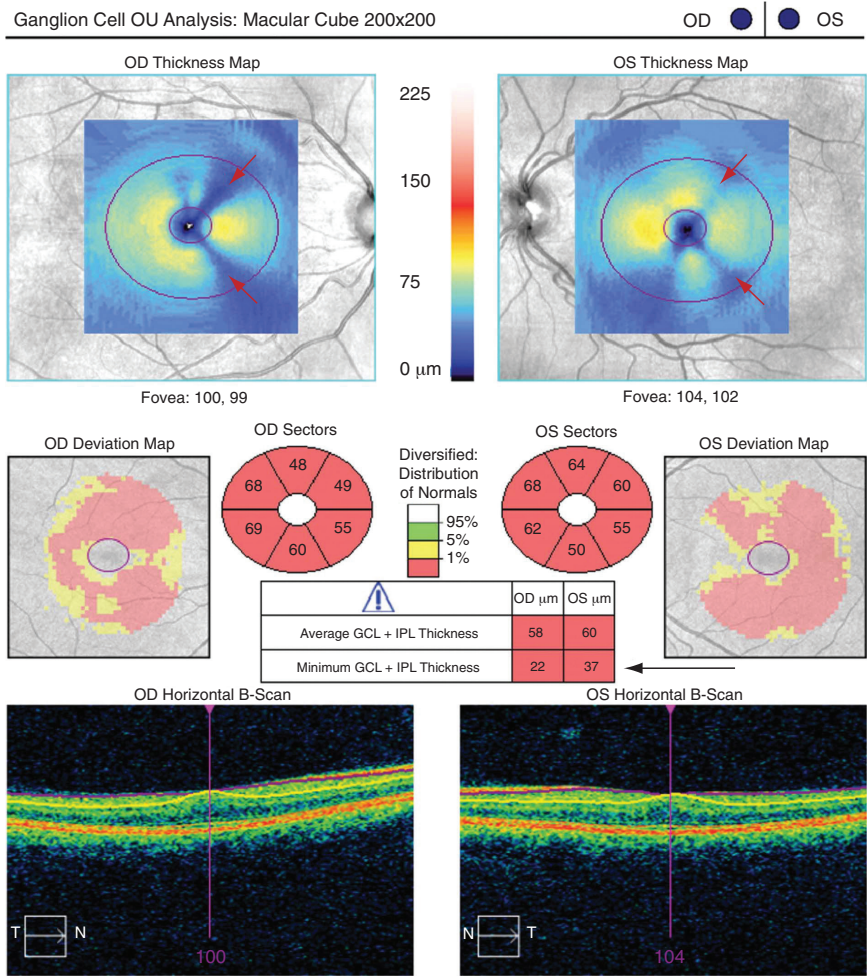 Ganglion Cell OU Analysis: Macular Cube 200x200 OD OS
OD Thickness Map
OS Thickness Map
225
150
75
0 μm
Fovea: 100, 99
Fovea: 104, 102
OD Deviation Map
OD Sectors
48
68 49
69 55
60
Diversified:
Distribution
of Normals
95%
5%
1%
OS Sectors
64
68 60
62 55
50
OS Deviation Map
OD μm OS μm
Average GCL + IPL Thickness 58 60
Minimum GCL + IPL Thickness 22 37
OD Horizontal B-Scan
OS Horizontal B-Scan
T N
100
N T
104